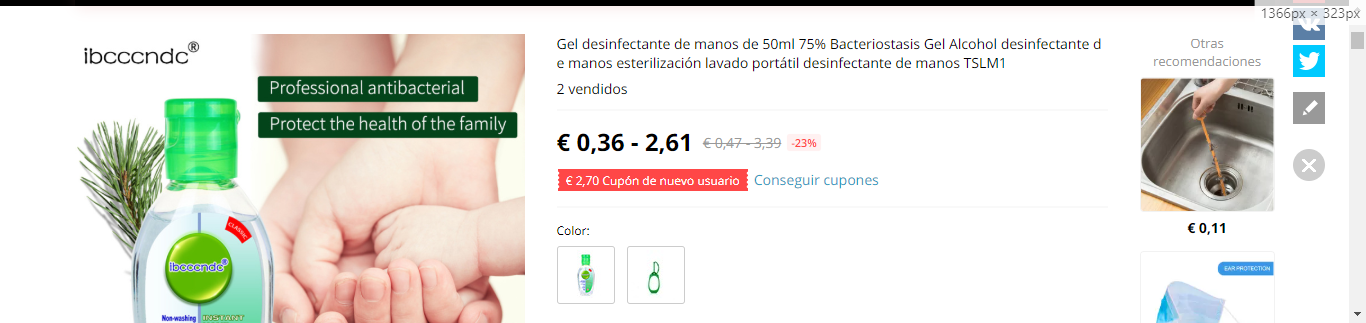 1366px × 323px
ibcccndc®
Professional antibacterial
Protect the health of the family
CLASSIC
ibcccndc®
Non-washing INSTANT
Gel desinfectante de manos de 50ml 75% Bacteriostasis Gel Alcohol desinfectante d
e manos esterilización lavado portátil desinfectante de manos TSLM1
2 vendidos
€ 0,36 - 2,61 € 0,47 - 3,39 -23%
€ 2,70 Cupón de nuevo usuario Conseguir cupones
Color:
Otras
recomendaciones
€ 0,11
EAR PROTECTION